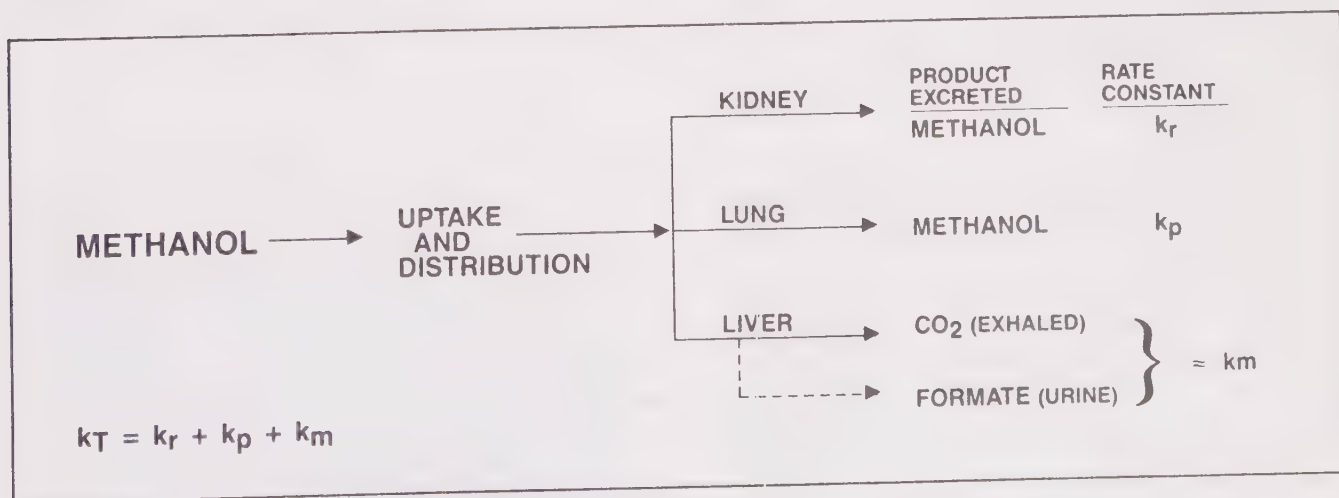 PRODUCT
EXCRETED
RATE
CONSTANT
KIDNEY
METHANOL
kr
METHANOL
UPTAKE
AND
DISTRIBUTION
LUNG
METHANOL
kp
LIVER
CO2 (EXHALED)
FORMATE (URINE)
= km
kT = kr + kp + km